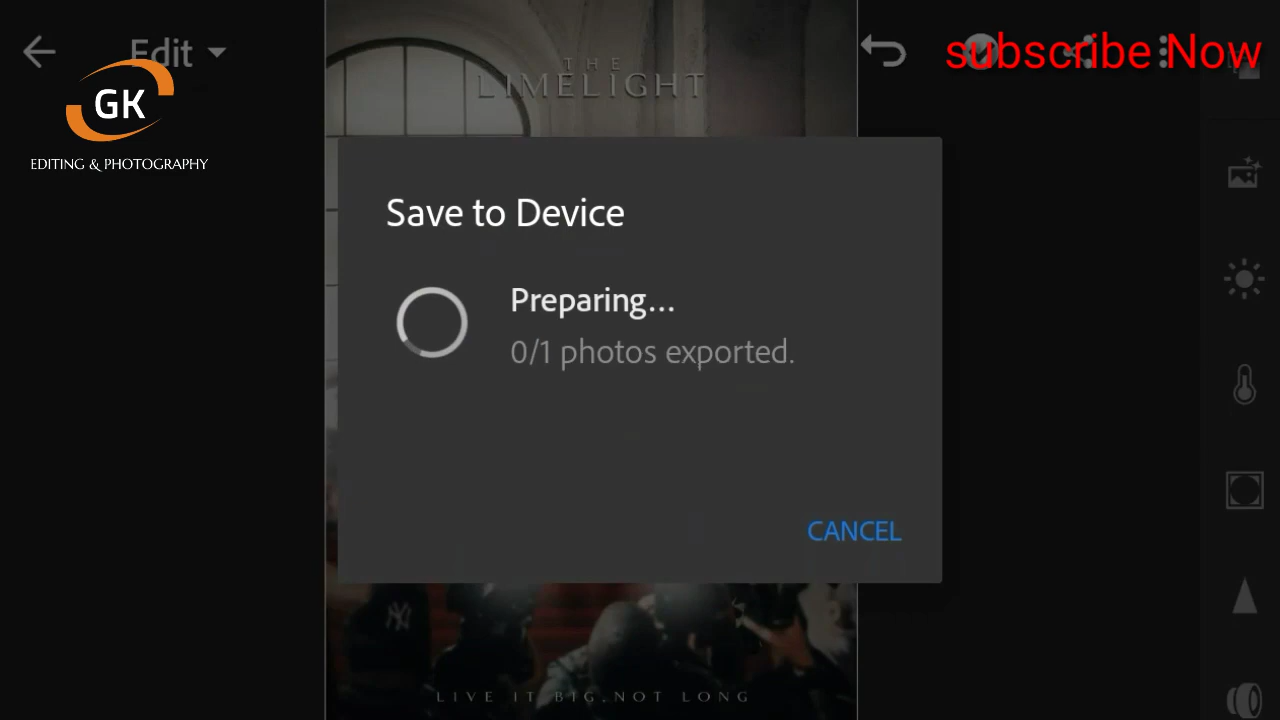 Edit
subscribe Now
GK
EDITING & PHOTOGRAPHY
THE
LIMELIGHT
Save to Device
Preparing...
0/1 photos exported.
CANCEL
NY
LIVE IT BIG.NOT LONG